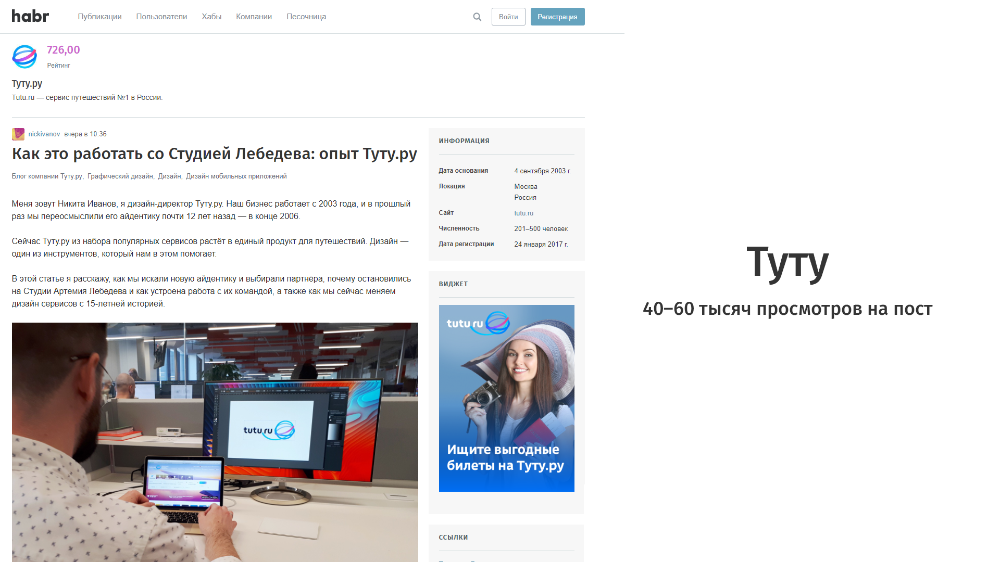 habr
Публикации Пользователи Хабы Компании Песочница Войти Регистрация
726,00
Рейтинг
Туту.ру
Tutu.ru — сервис путешествий №1 в России.
nickivanov вчера в 10:36
Как это работать со Студией Лебедева: опыт Туту.ру
Блог компании Туту.ру, Графический дизайн, Дизайн, Дизайн мобильных приложений
Меня зовут Никита Иванов, я дизайн-директор Туту.ру. Наш бизнес работает с 2003 года, и в прошлый
раз мы переосмыслили его айдентику почти 12 лет назад — в конце 2006.
Сейчас Туту.ру из набора популярных сервисов растёт в единый продукт для путешествий. Дизайн —
один из инструментов, который нам в этом помогает.
В этой статье я расскажу, как мы искали новую айдентику и выбирали партнёра, почему остановились
на Студии Артемия Лебедева и как устроена работа с их командой, а также как мы сейчас меняем
дизайн сервисов с 15-летней историей.
tutu.ru
ИНФОРМАЦИЯ
Дата основания 4 сентября 2003 г.
Локация Москва
Россия
Сайт tutu.ru
Численность 201–500 человек
Дата регистрации 24 января 2017 г.
ВИДЖЕТ
tutu ru
Ищите выгодные
билеты на Туту.ру
ССЫЛКИ
Туту
40–60 тысяч просмотров на пост